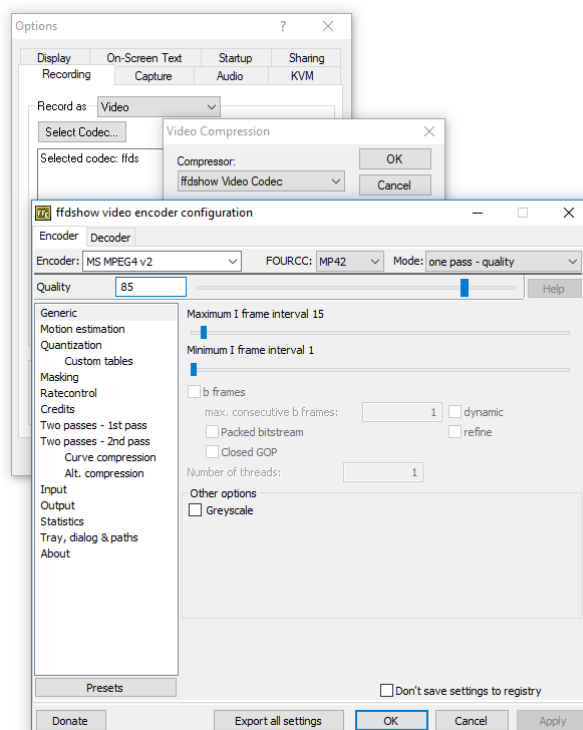 Options
?
Display On-Screen Text Startup Sharing
Recording Capture Audio KVM
Record as Video
Select Codec...
Selected codec: ffds
Video Compression
Compressor:
ffdshow Video Codec
OK
Cancel
ffdshow video encoder configuration
Encoder Decoder
Encoder: MS MPEG4 v2 FOURCC: MP42 Mode: one pass - quality
Quality 85 Help
Generic
Motion estimation
Quantization
Custom tables
Masking
Ratecontrol
Credits
Two passes - 1st pass
Two passes - 2nd pass
Curve compression
Alt. compression
Input
Output
Statistics
Tray, dialog & paths
About
Maximum I frame interval 15
Minimum I frame interval 1
b frames
max. consecutive b frames: 1 dynamic
Packed bitstream refine
Closed GOP
Number of threads: 1
Other options
Greyscale
Presets
Don't save settings to registry
Donate Export all settings OK Cancel Apply